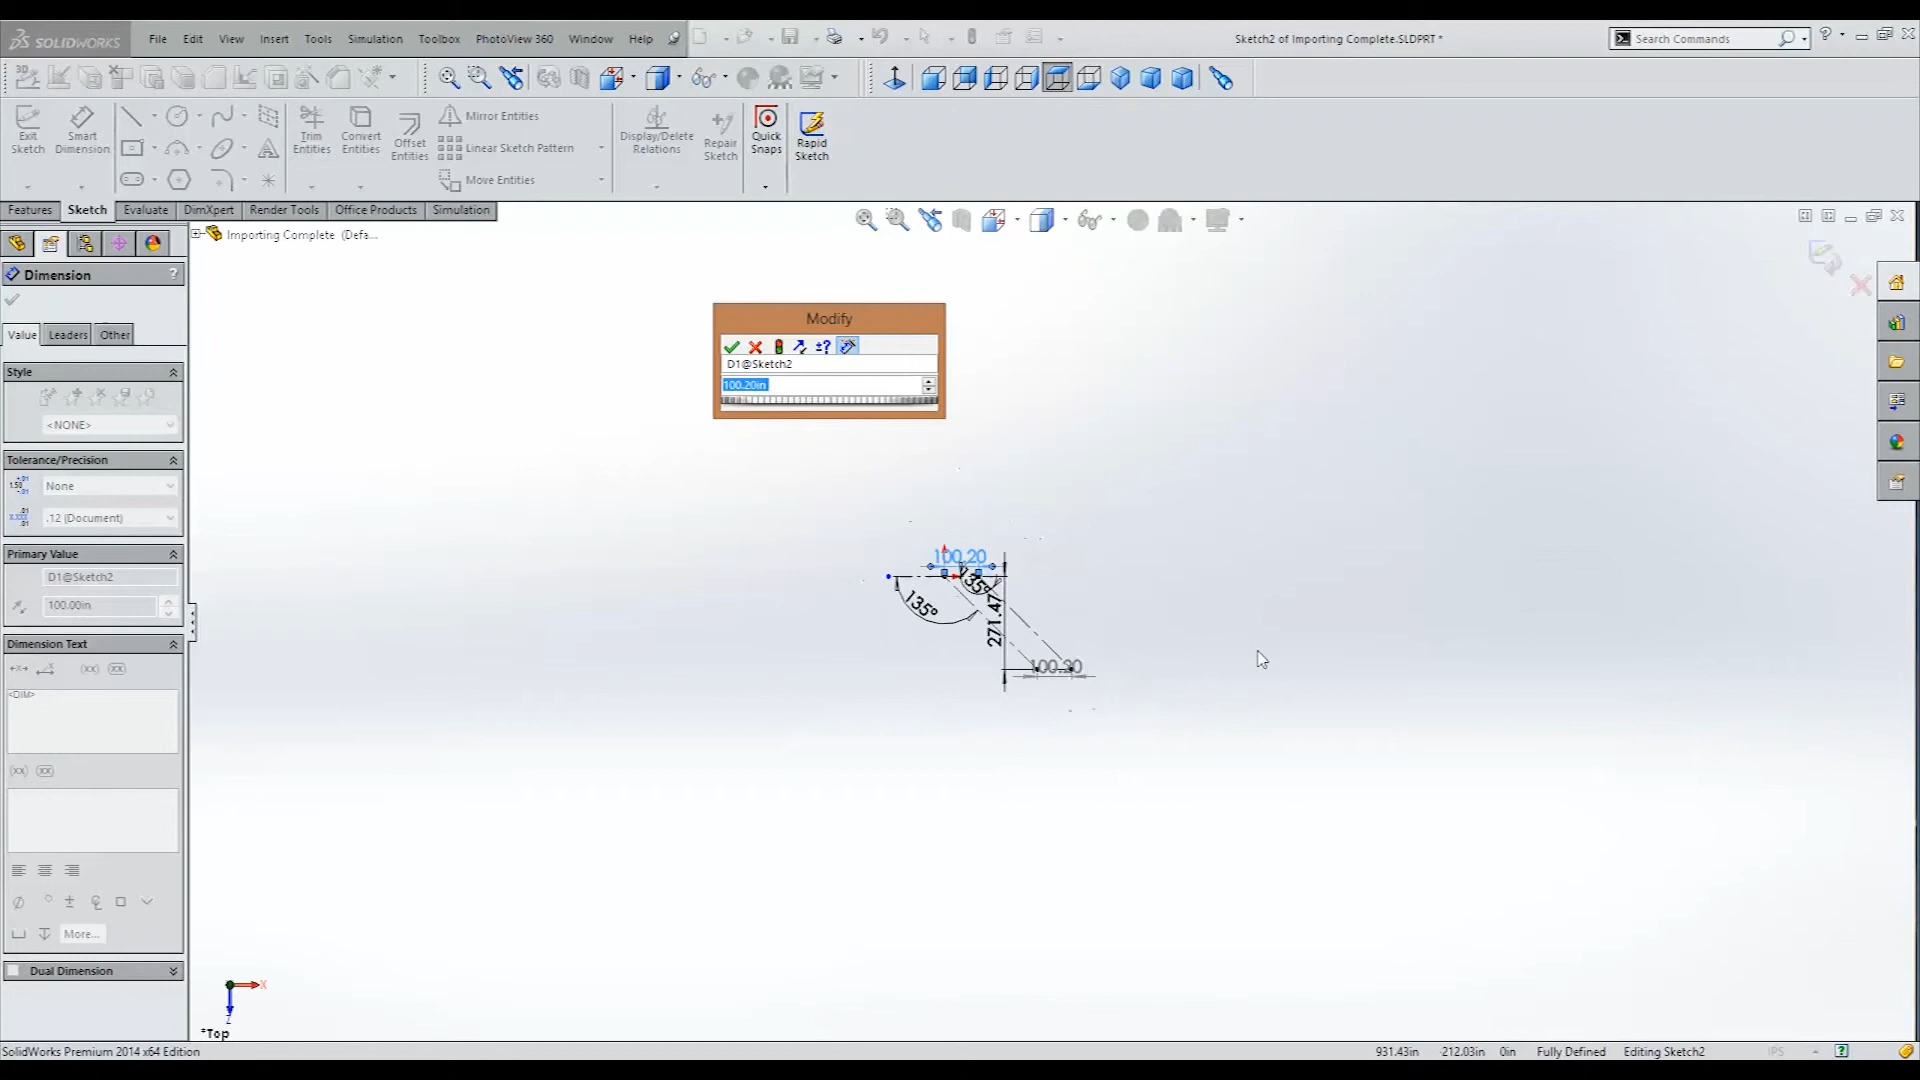 SOLIDWORKS File Edit View Insert Tools Simulation Toolbox PhotoView 360 Window Help Sketch2 of Importing Complete.SLDPRT * Search Commands
Exit Sketch
Smart Dimension
Trim Entities
Convert Entities
Offset Entities
Mirror Entities
Linear Sketch Pattern
Move Entities
Display/Delete Relations
Repair Sketch
Quick Snaps
Rapid Sketch
Features Sketch Evaluate DimXpert Render Tools Office Products Simulation
Importing Complete (Defa...
Dimension ?
Value Leaders Other
Style
<NONE>
Tolerance/Precision
None
.12 (Document)
Primary Value
D1@Sketch2
100.00in
Dimension Text
<DIM>
More...
Dual Dimension
Modify
D1@Sketch2
100.20in
100.20
135°
135°
271.47
100.20
X
Z
*Top
SolidWorks Premium 2014 x64 Edition 931.43in -212.03in 0in Fully Defined Editing Sketch2 IPS